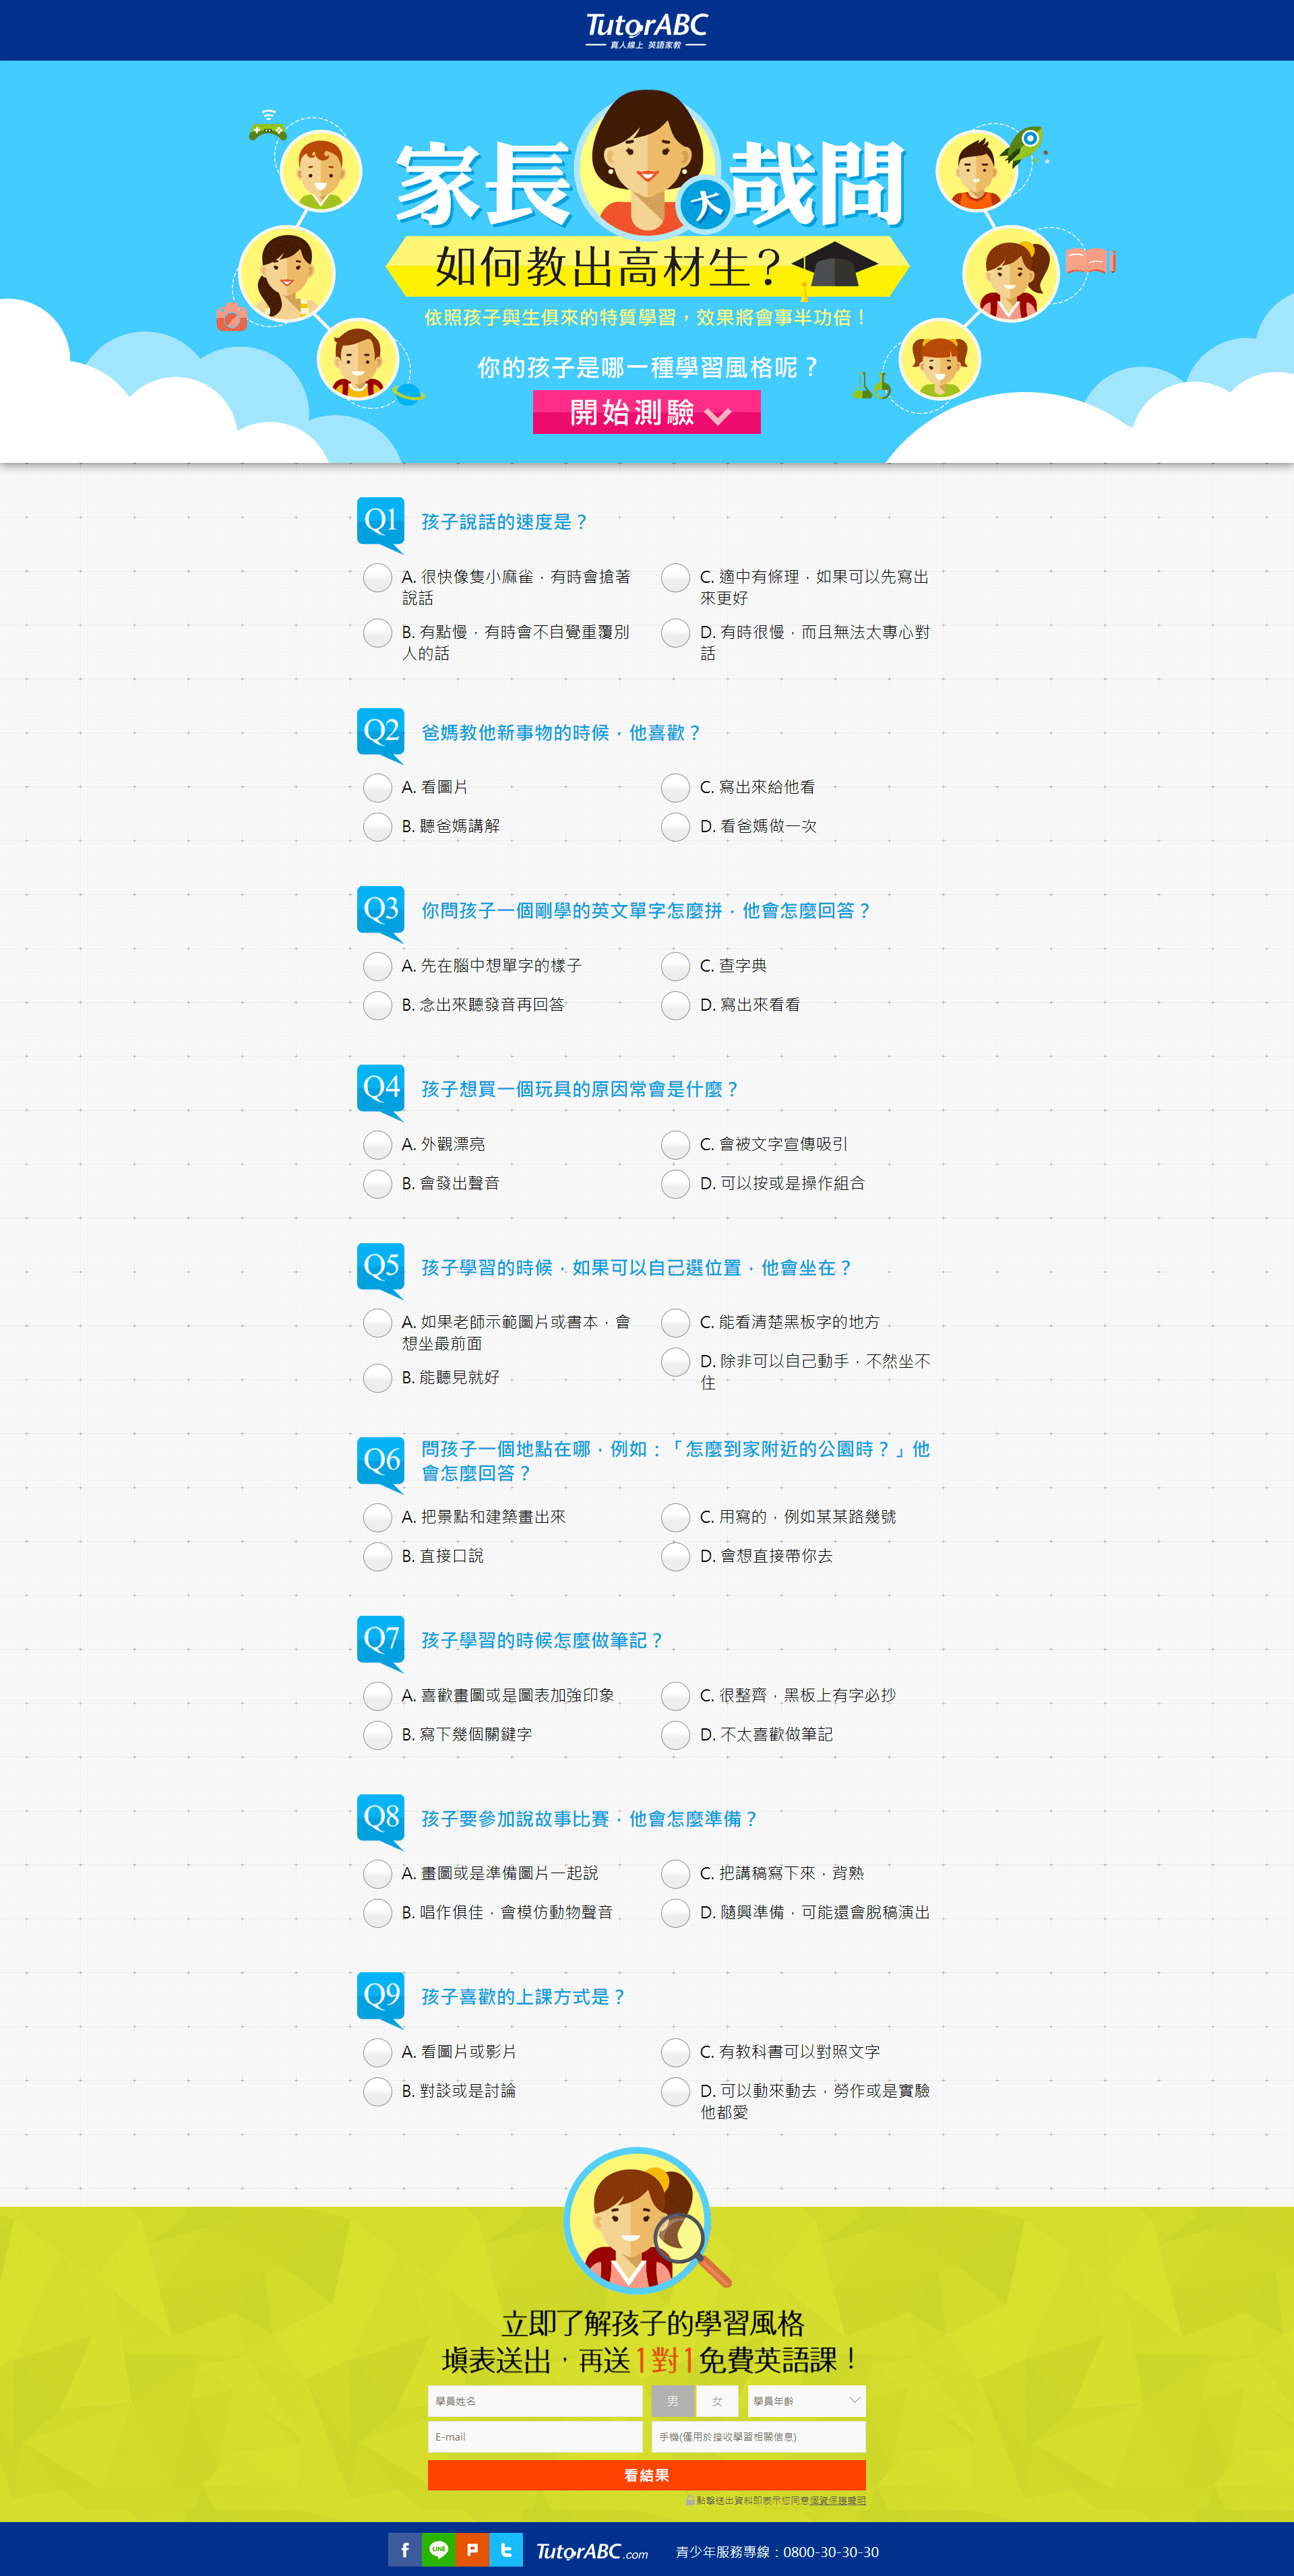 TutorABC
真人線上 英語家教
家長大哉問
如何教出高材生?
依照孩子與生俱來的特質學習，效果將會事半功倍！
你的孩子是哪一種學習風格呢？
開始測驗
Q1 孩子說話的速度是？
A. 很快像隻小麻雀，有時會搶著
說話
B. 有點慢，有時會不自覺重覆別
人的話
C. 適中有條理，如果可以先寫出
來更好
D. 有時很慢，而且無法太專心對
話
Q2 爸媽教他新事物的時候，他喜歡？
A. 看圖片
B. 聽爸媽講解
C. 寫出來給他看
D. 看爸媽做一次
Q3 你問孩子一個剛學的英文單字怎麼拼，他會怎麼回答？
A. 先在腦中想單字的樣子
B. 念出來聽發音再回答
C. 查字典
D. 寫出來看看
Q4 孩子想買一個玩具的原因常會是什麼？
A. 外觀漂亮
B. 會發出聲音
C. 會被文字宣傳吸引
D. 可以按或是操作組合
Q5 孩子學習的時候，如果可以自己選位置，他會坐在？
A. 如果老師示範圖片或書本，會
想坐最前面
B. 能聽見就好
C. 能看清楚黑板字的地方
D. 除非可以自己動手，不然坐不
住
Q6 問孩子一個地點在哪，例如：「怎麼到家附近的公園時？」他
會怎麼回答？
A. 把景點和建築畫出來
B. 直接口說
C. 用寫的，例如某某路幾號
D. 會想直接帶你去
Q7 孩子學習的時候怎麼做筆記？
A. 喜歡畫圖或是圖表加強印象
B. 寫下幾個關鍵字
C. 很整齊，黑板上有字必抄
D. 不太喜歡做筆記
Q8 孩子要參加說故事比賽，他會怎麼準備？
A. 畫圖或是準備圖片一起說
B. 唱作俱佳，會模仿動物聲音
C. 把講稿寫下來，背熟
D. 隨興準備，可能還會脫稿演出
Q9 孩子喜歡的上課方式是？
A. 看圖片或影片
B. 對談或是討論
C. 有教科書可以對照文字
D. 可以動來動去，勞作或是實驗
他都愛
立即了解孩子的學習風格
填表送出，再送1對1免費英語課！
學員姓名 男 女 學員年齡
E-mail 手機(僅用於接收學習相關信息)
看結果
點擊送出資料即表示您同意個資保護聲明
f LINE P t TutorABC.com 青少年服務專線：0800-30-30-30